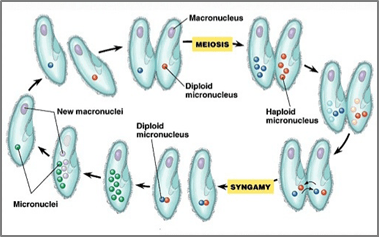 Macronucleus
MEIOSIS
Diploid
micronucleus
Haploid
micronucleus
New macronuclei
Diploid
micronucleus
Micronuclei
SYNGAMY